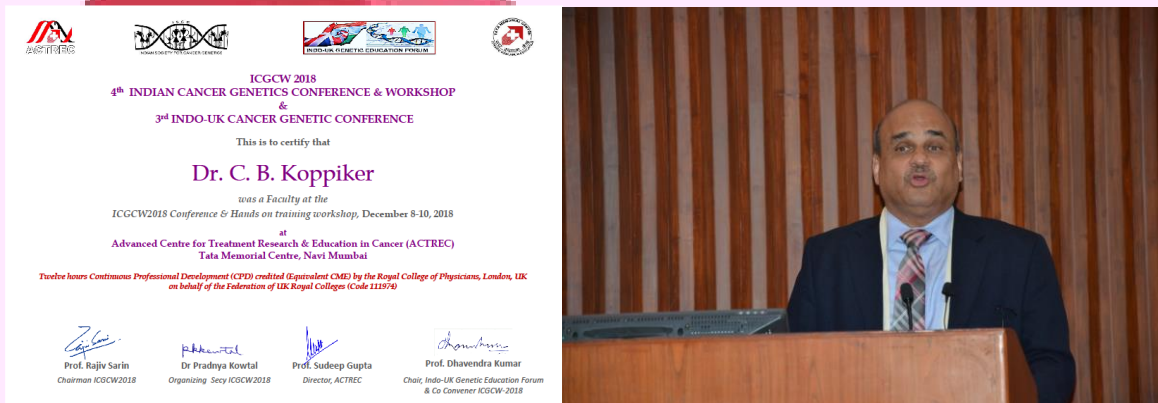 ACTREC
I S C G
INDIAN SOCIETY FOR CANCER GENETICS
INDO-UK GENETIC EDUCATION FORUM
ICGCW 2018
4th INDIAN CANCER GENETICS CONFERENCE & WORKSHOP
&
3rd INDO-UK CANCER GENETIC CONFERENCE
This is to certify that
Dr. C. B. Koppiker
was a Faculty at the
ICGCW2018 Conference & Hands on training workshop, December 8-10, 2018
at
Advanced Centre for Treatment Research & Education in Cancer (ACTREC)
Tata Memorial Centre, Navi Mumbai
Twelve hours Continuous Professional Development (CPD) credited (Equivalent CME) by the Royal College of Physicians, London, UK
on behalf of the Federation of UK Royal Colleges (Code 111974)
Prof. Rajiv Sarin
Chairman ICGCW2018
Dr Pradnya Kowtal
Organizing Secy ICGCW2018
Prof. Sudeep Gupta
Director, ACTREC
Prof. Dhavendra Kumar
Chair, Indo-UK Genetic Education Forum
& Co Convener ICGCW-2018